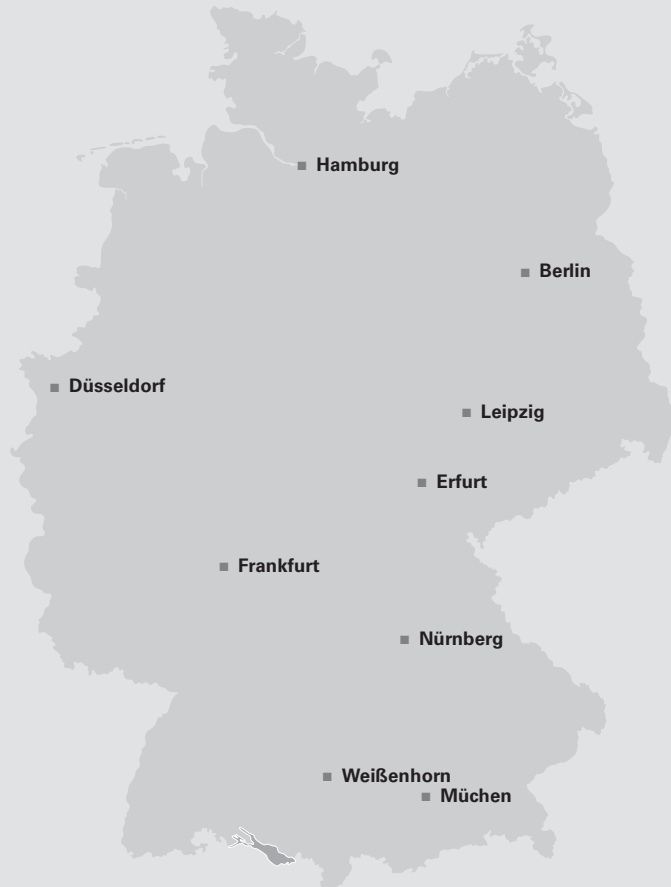 Hamburg
Berlin
Düsseldorf
Leipzig
Erfurt
Frankfurt
Nürnberg
Weißenhorn
Müchen